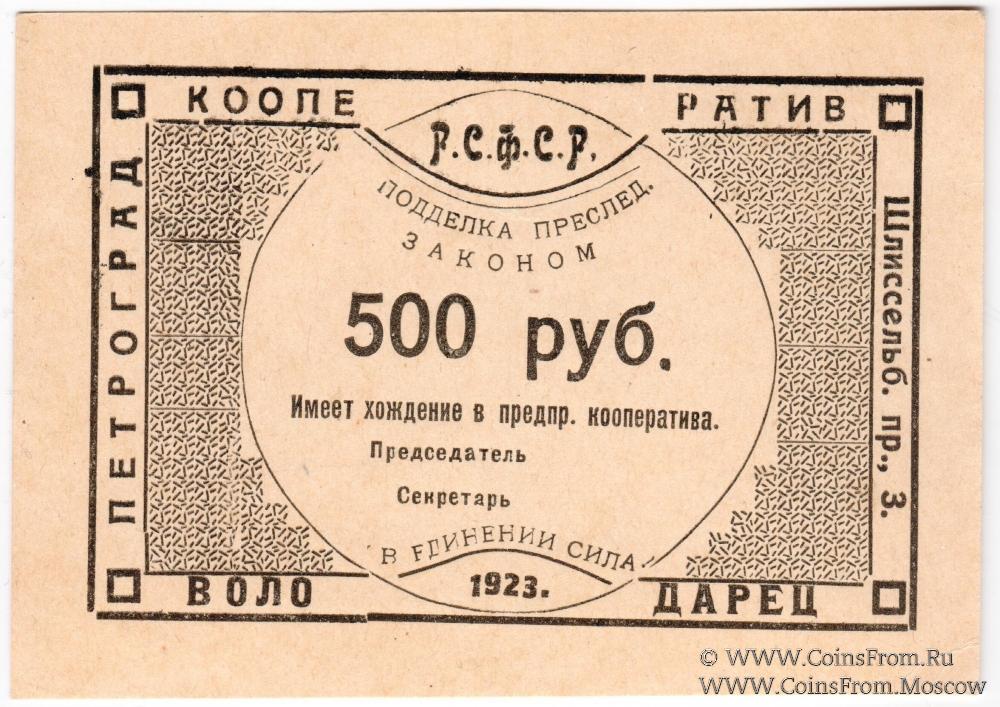 КООПЕ РАТИВ
Р.С.Ф.С.Р.
ПЕТРОГРАД
Шлиссельб. пр., 3.
ПОДДЕЛКА ПРЕСЛЕД.
ЗАКОНОМ
500 руб.
Имеет хождение в предпр. кооператива.
Председатель
Секретарь
В ЕДИНЕНИИ СИЛА
1923.
ВОЛО ДАРЕЦ
© WWW.CoinsFrom.Ru
WWW.CoinsFrom.Moscow